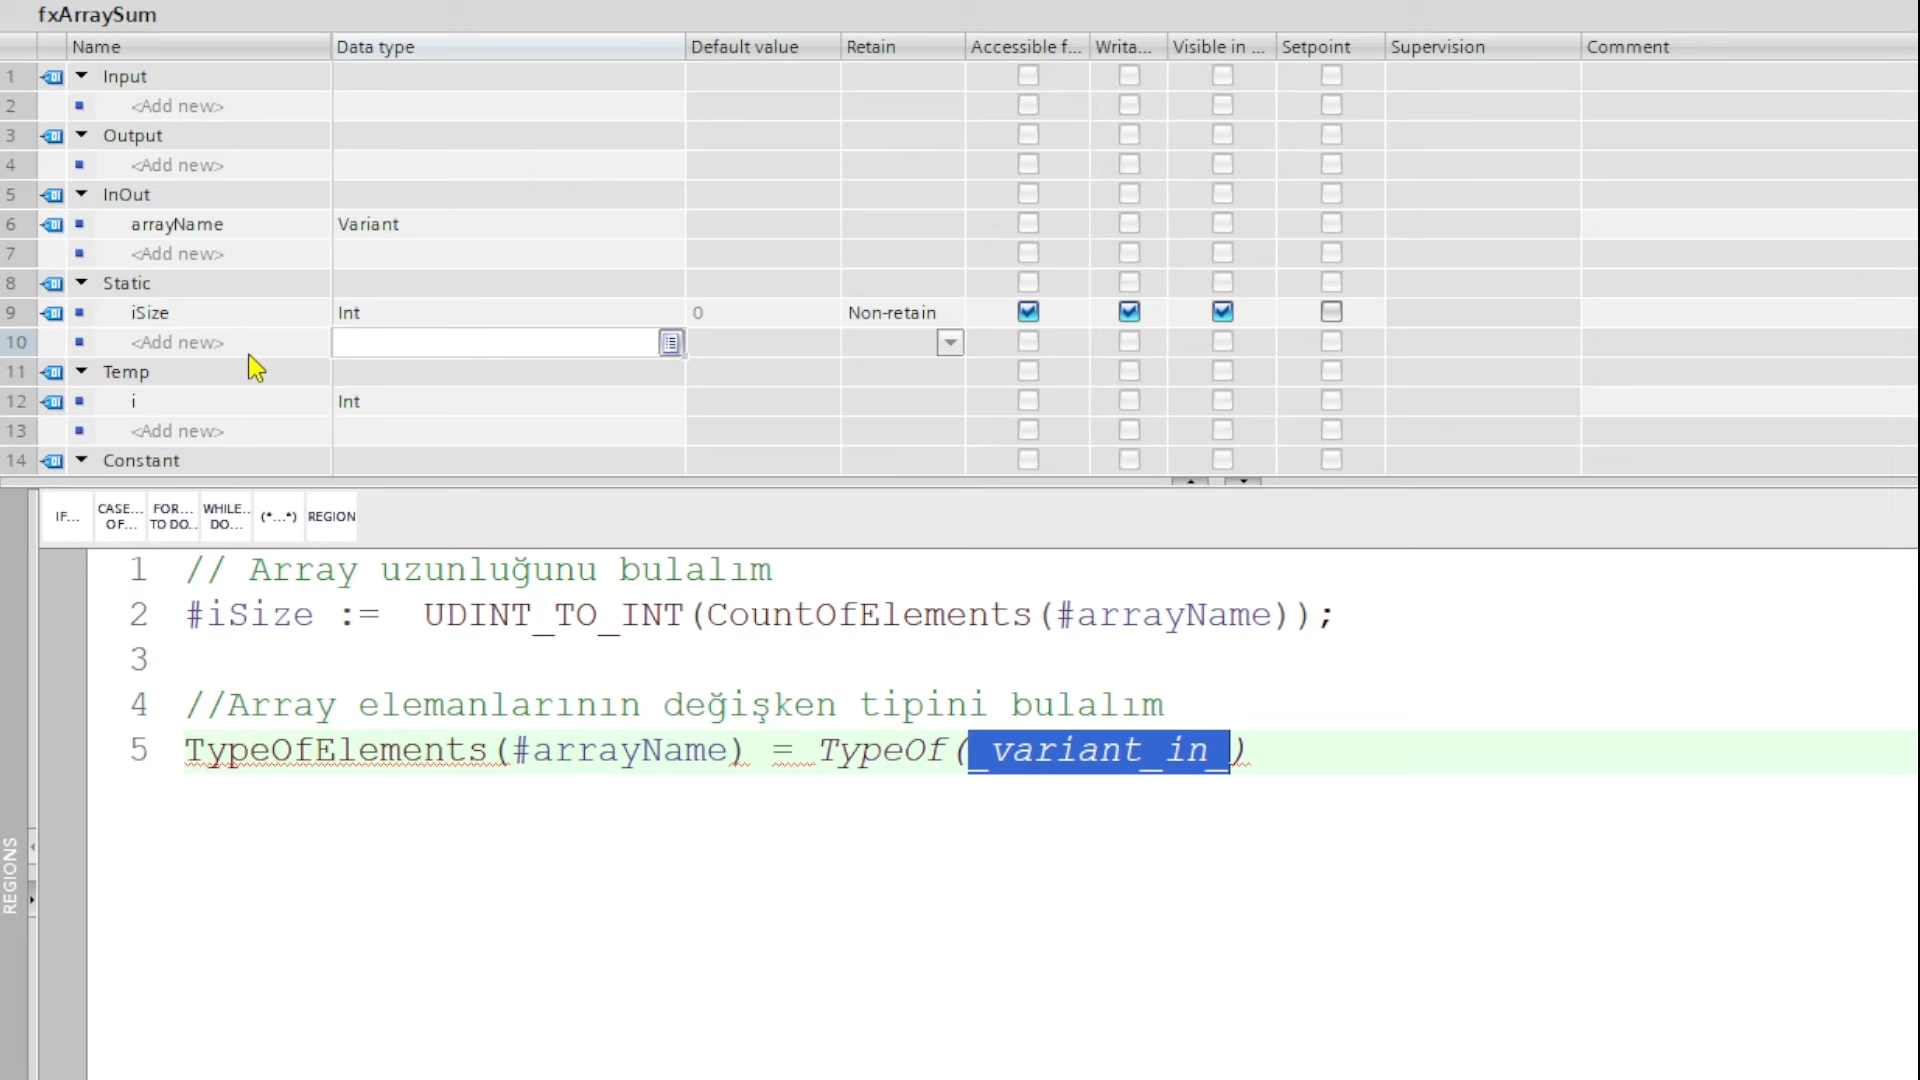 fxArraySum
Name Data type Default value Retain Accessible f... Writa... Visible in ... Setpoint Supervision Comment
1 Input
2 <Add new>
3 Output
4 <Add new>
5 InOut
6 arrayName Variant
7 <Add new>
8 Static
9 iSize Int 0 Non-retain
10 <Add new>
11 Temp
12 i Int
13 <Add new>
14 Constant
IF... CASE... OF... FOR... TO DO... WHILE... DO... (*...*) REGION
1 // Array uzunluğunu bulalım
2 #iSize := UDINT_TO_INT(CountOfElements(#arrayName));
3
4 //Array elemanlarının değişken tipini bulalım
5 TypeOfElements(#arrayName) = TypeOf(_variant_in_)
REGIONS